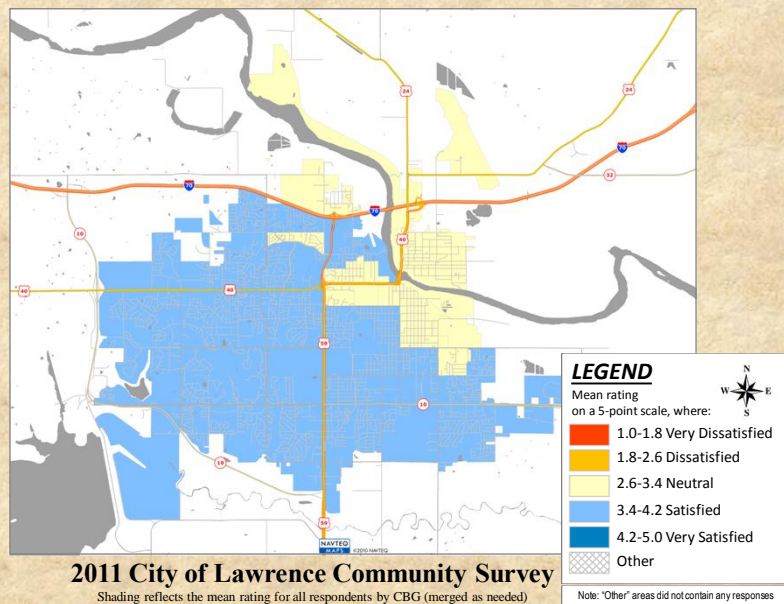 24
24
70
32
70
70
10
40
40
40
59
10
10
59
NAVTEQ
MAPS ©2010 NAVTEQ
LEGEND
N
W E
S
Mean rating
on a 5-point scale, where:
1.0-1.8 Very Dissatisfied
1.8-2.6 Dissatisfied
2.6-3.4 Neutral
3.4-4.2 Satisfied
4.2-5.0 Very Satisfied
Other
2011 City of Lawrence Community Survey
Shading reflects the mean rating for all respondents by CBG (merged as needed)
Note: "Other" areas did not contain any responses